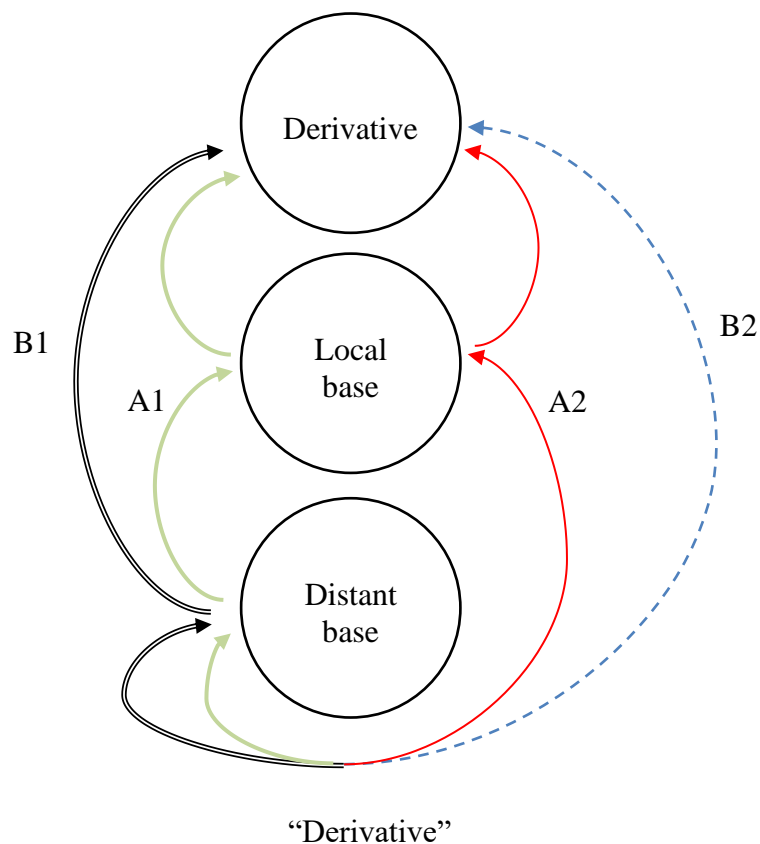 Derivative
B1
B2
Local
base
A1
A2
Distant
base
“Derivative”